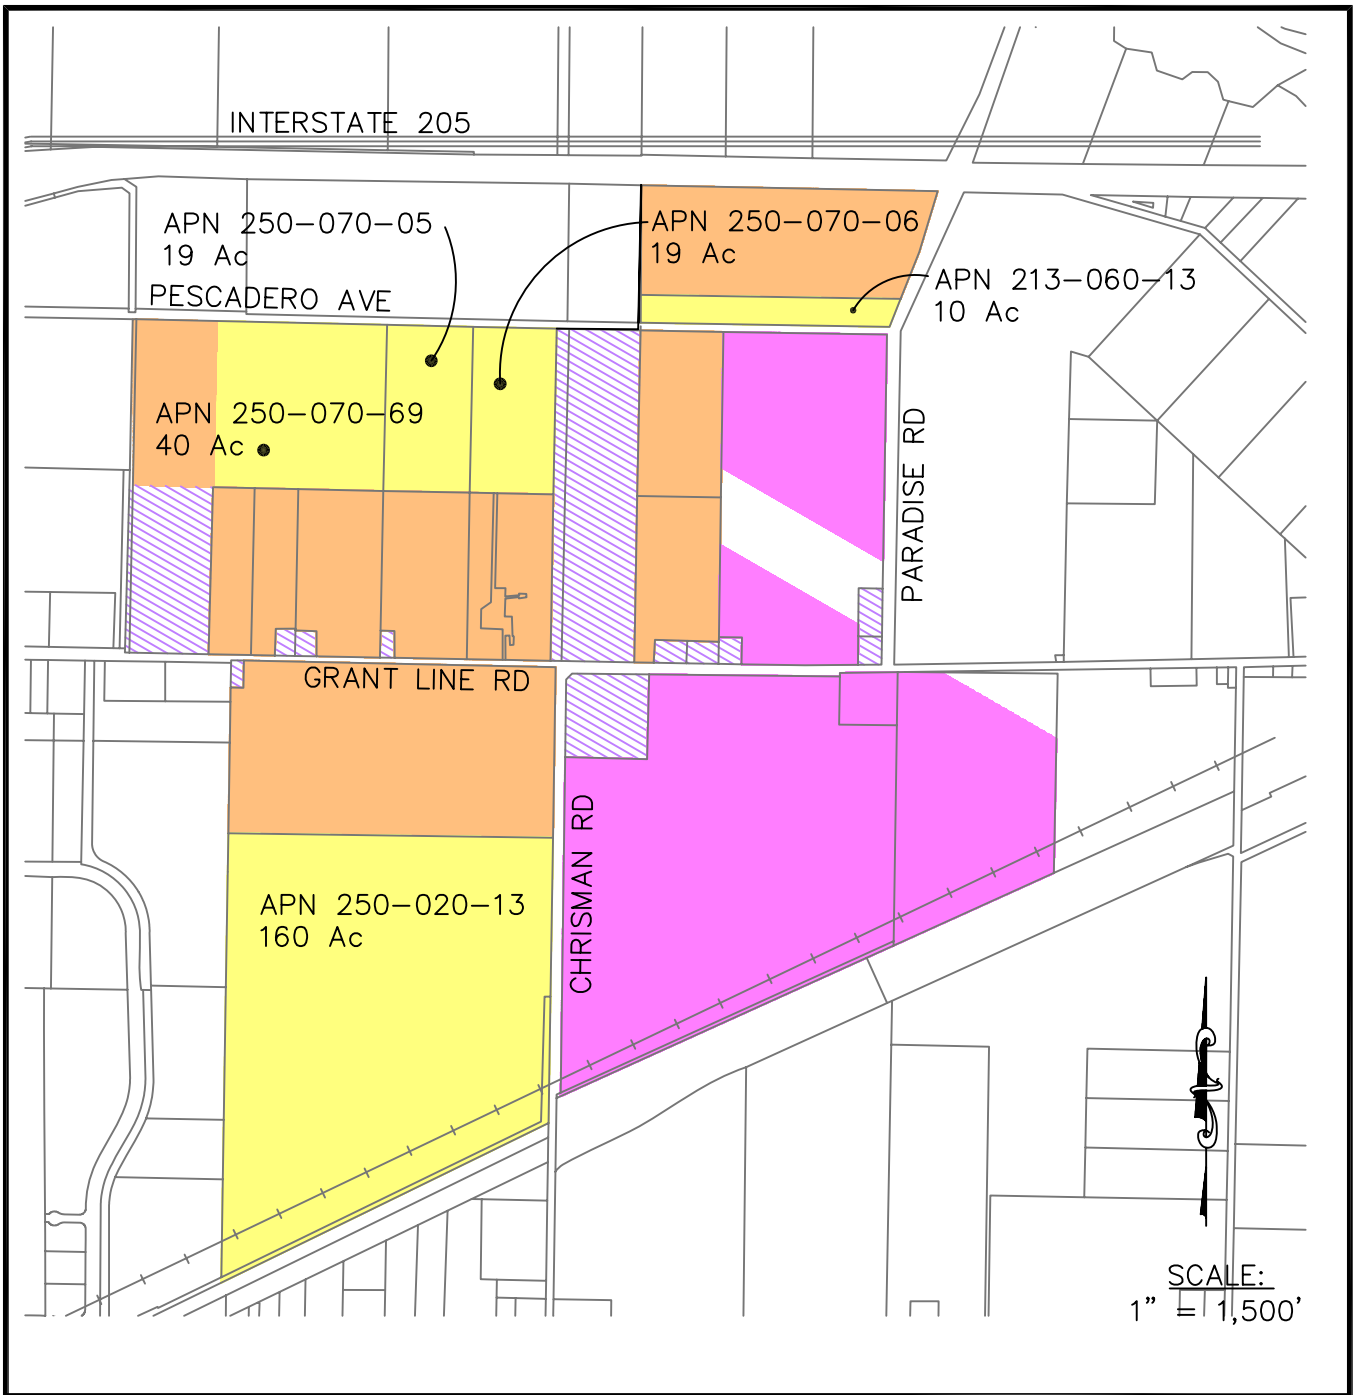 INTERSTATE 205
APN 250-070-05
19 Ac
APN 250-070-06
19 Ac
APN 213-060-13
10 Ac
PESCADERO AVE
APN 250-070-69
40 Ac
PARADISE RD
GRANT LINE RD
CHRISMAN RD
APN 250-020-13
160 Ac
SCALE:
1" = 1,500'